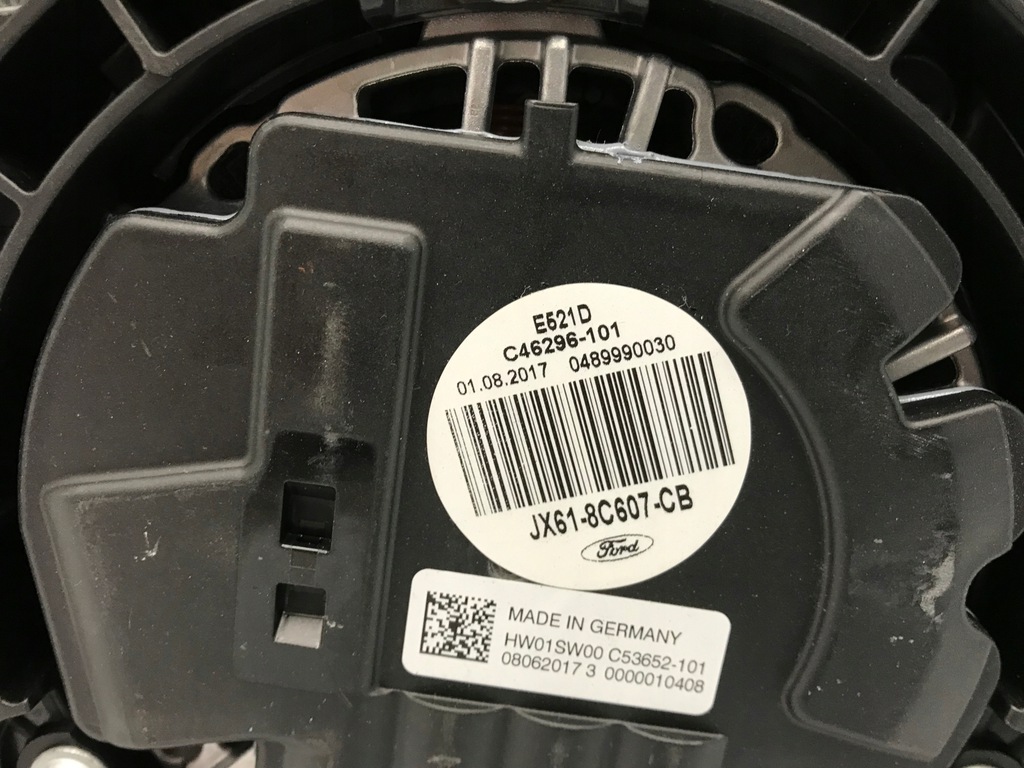 E521D
C46296-101
01.08.2017 0489990030
JX61-8C607-CB
Ford
MADE IN GERMANY
HW01SW00 C53652-101
08062017 3 0000010408